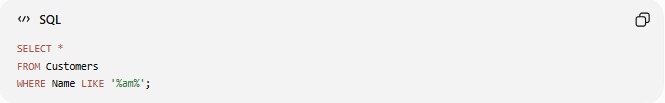 SQL
SELECT *
FROM Customers
WHERE Name LIKE '%am%';